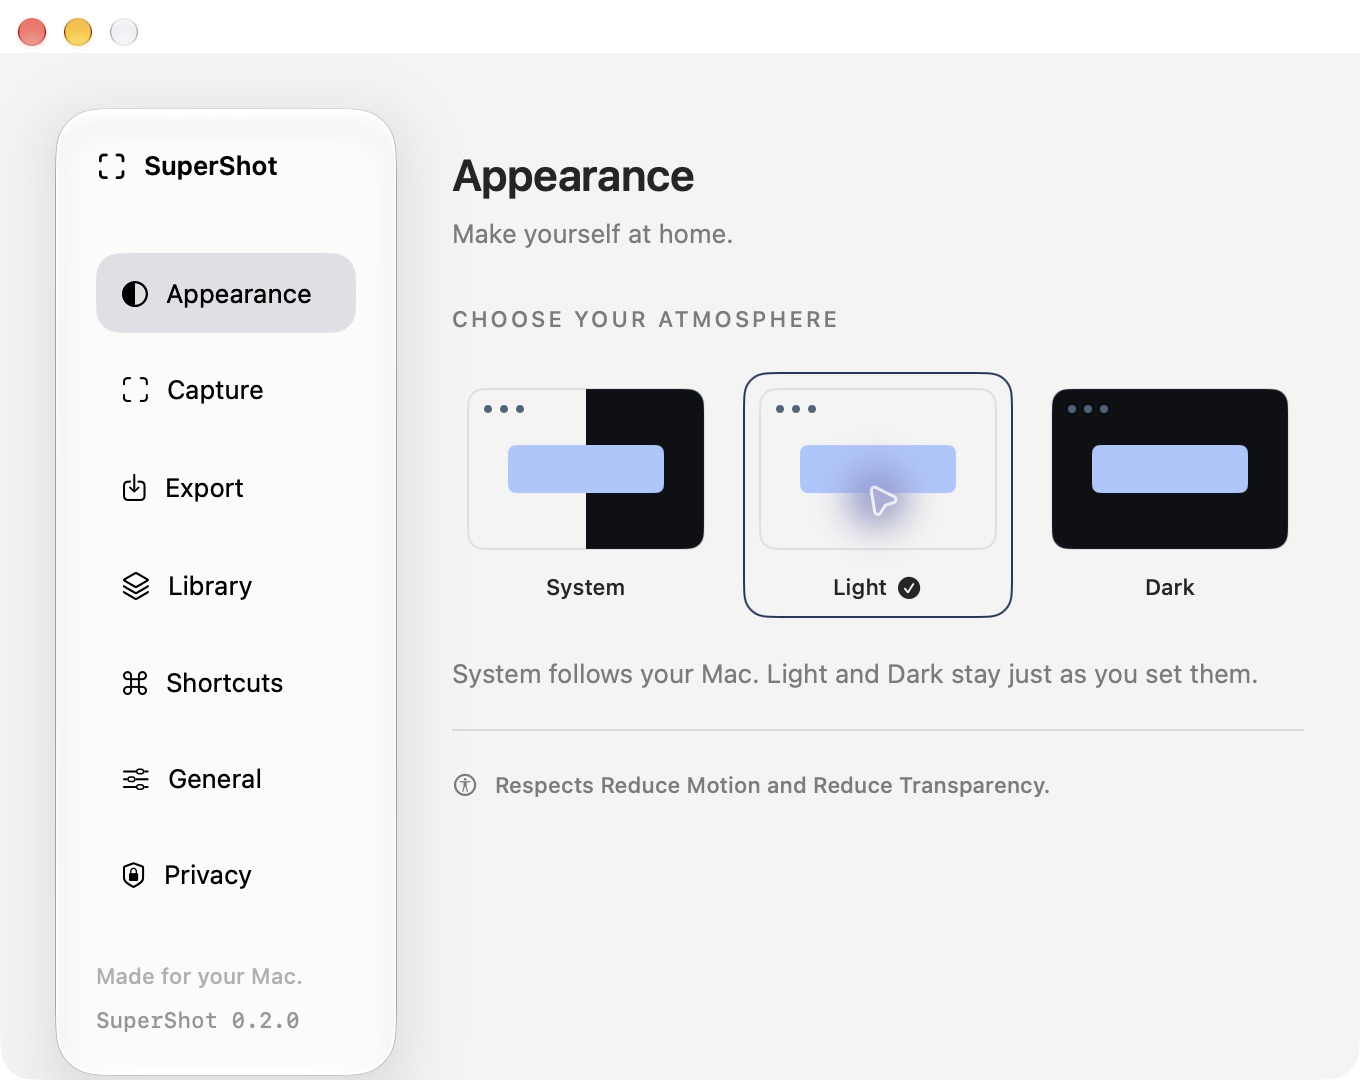 SuperShot
Appearance
Capture
Export
Library
Shortcuts
General
Privacy
Made for your Mac.
SuperShot 0.2.0
Appearance
Make yourself at home.
CHOOSE YOUR ATMOSPHERE
System
Light
Dark
System follows your Mac. Light and Dark stay just as you set them.
Respects Reduce Motion and Reduce Transparency.